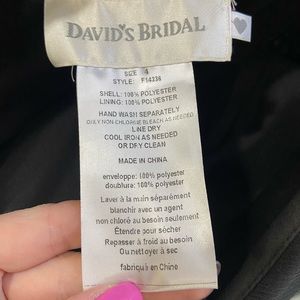 DAVID'S BRIDAL
SIZE 4
STYLE: F14336
SHELL: 100% POLYESTER
LINING: 100% POLYESTER
HAND WASH SEPARATELY
ONLY NON-CHLORINE BLEACH AS NEEDED
LINE DRY
COOL IRON AS NEEDED
OR DRY CLEAN
MADE IN CHINA
enveloppe: 100% polyester
doublure: 100% polyester
Laver à la main séparément
blanchir avec un agent
non chloré au besoin seulement
Étendre pour sécher
Repasser à froid au besoin
Ou nettoyer à sec
fabriqué en Chine